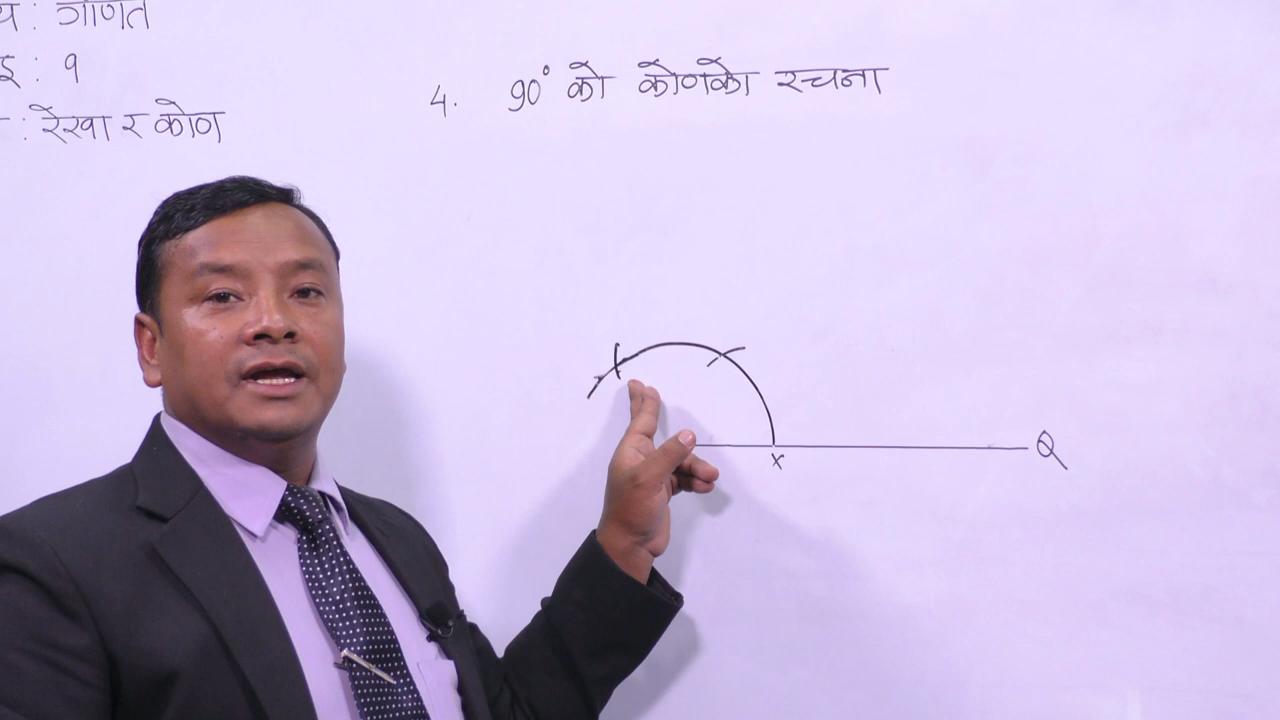 : गणित
: १
: रेखा र कोण
4. 90° को कोणको रचना
x
Q